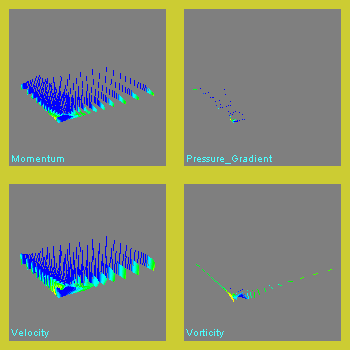 Momentum
Pressure_Gradient
Velocity
Vorticity